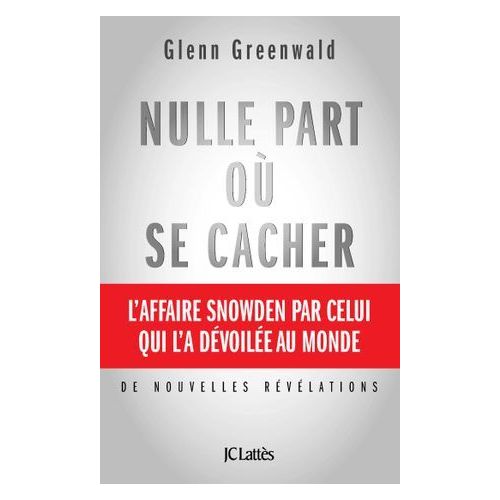 Glenn Greenwald
NULLE PART
OÙ
SE CACHER
L'AFFAIRE SNOWDEN PAR CELUI
QUI L'A DÉVOILÉE AU MONDE
DE NOUVELLES RÉVÉLATIONS
JC Lattès